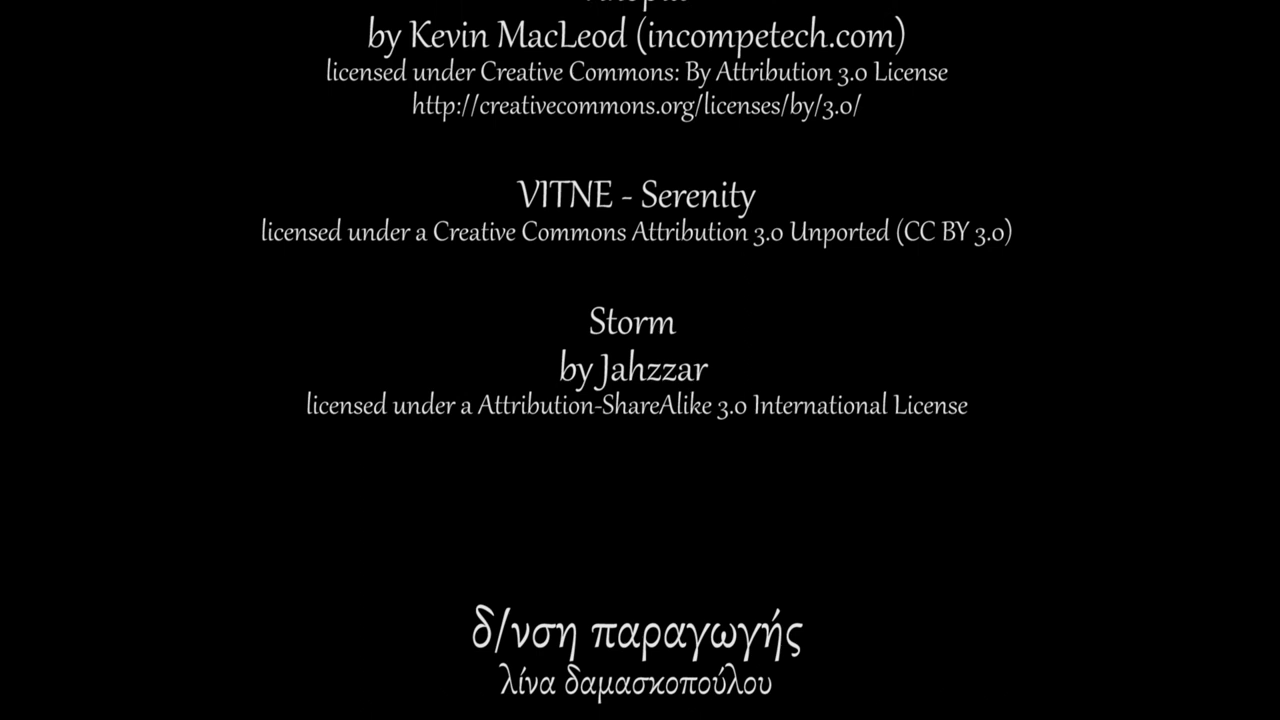 by Kevin MacLeod (incompetech.com)
licensed under Creative Commons: By Attribution 3.0 License
http://creativecommons.org/licenses/by/3.0/
VITNE - Serenity
licensed under a Creative Commons Attribution 3.0 Unported (CC BY 3.0)
Storm
by Jahzzar
licensed under a Attribution-ShareAlike 3.0 International License
δ/νση παραγωγής
λίνα δαμασκοπούλου